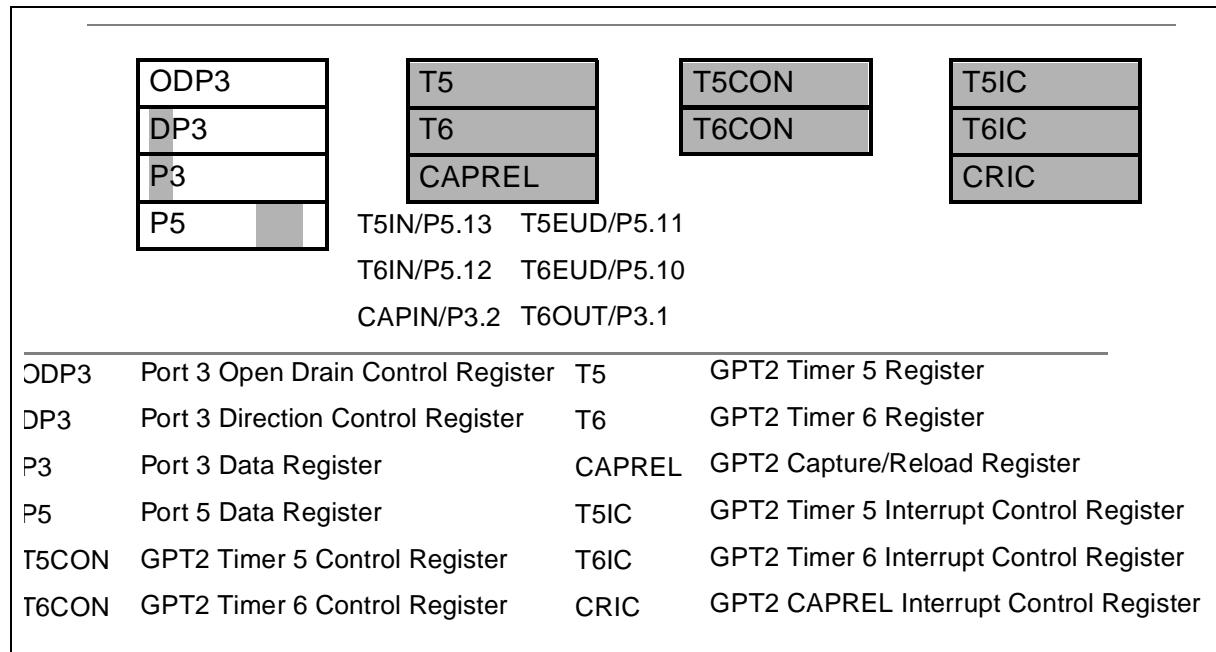 ODP3 T5 T5CON T5IC
DP3 T6 T6CON T6IC
P3 CAPREL CRIC
P5 T5IN/P5.13 T5EUD/P5.11
T6IN/P5.12 T6EUD/P5.10
CAPIN/P3.2 T6OUT/P3.1
ODP3 Port 3 Open Drain Control Register T5 GPT2 Timer 5 Register
DP3 Port 3 Direction Control Register T6 GPT2 Timer 6 Register
P3 Port 3 Data Register CAPREL GPT2 Capture/Reload Register
P5 Port 5 Data Register T5IC GPT2 Timer 5 Interrupt Control Register
T5CON GPT2 Timer 5 Control Register T6IC GPT2 Timer 6 Interrupt Control Register
T6CON GPT2 Timer 6 Control Register CRIC GPT2 CAPREL Interrupt Control Register